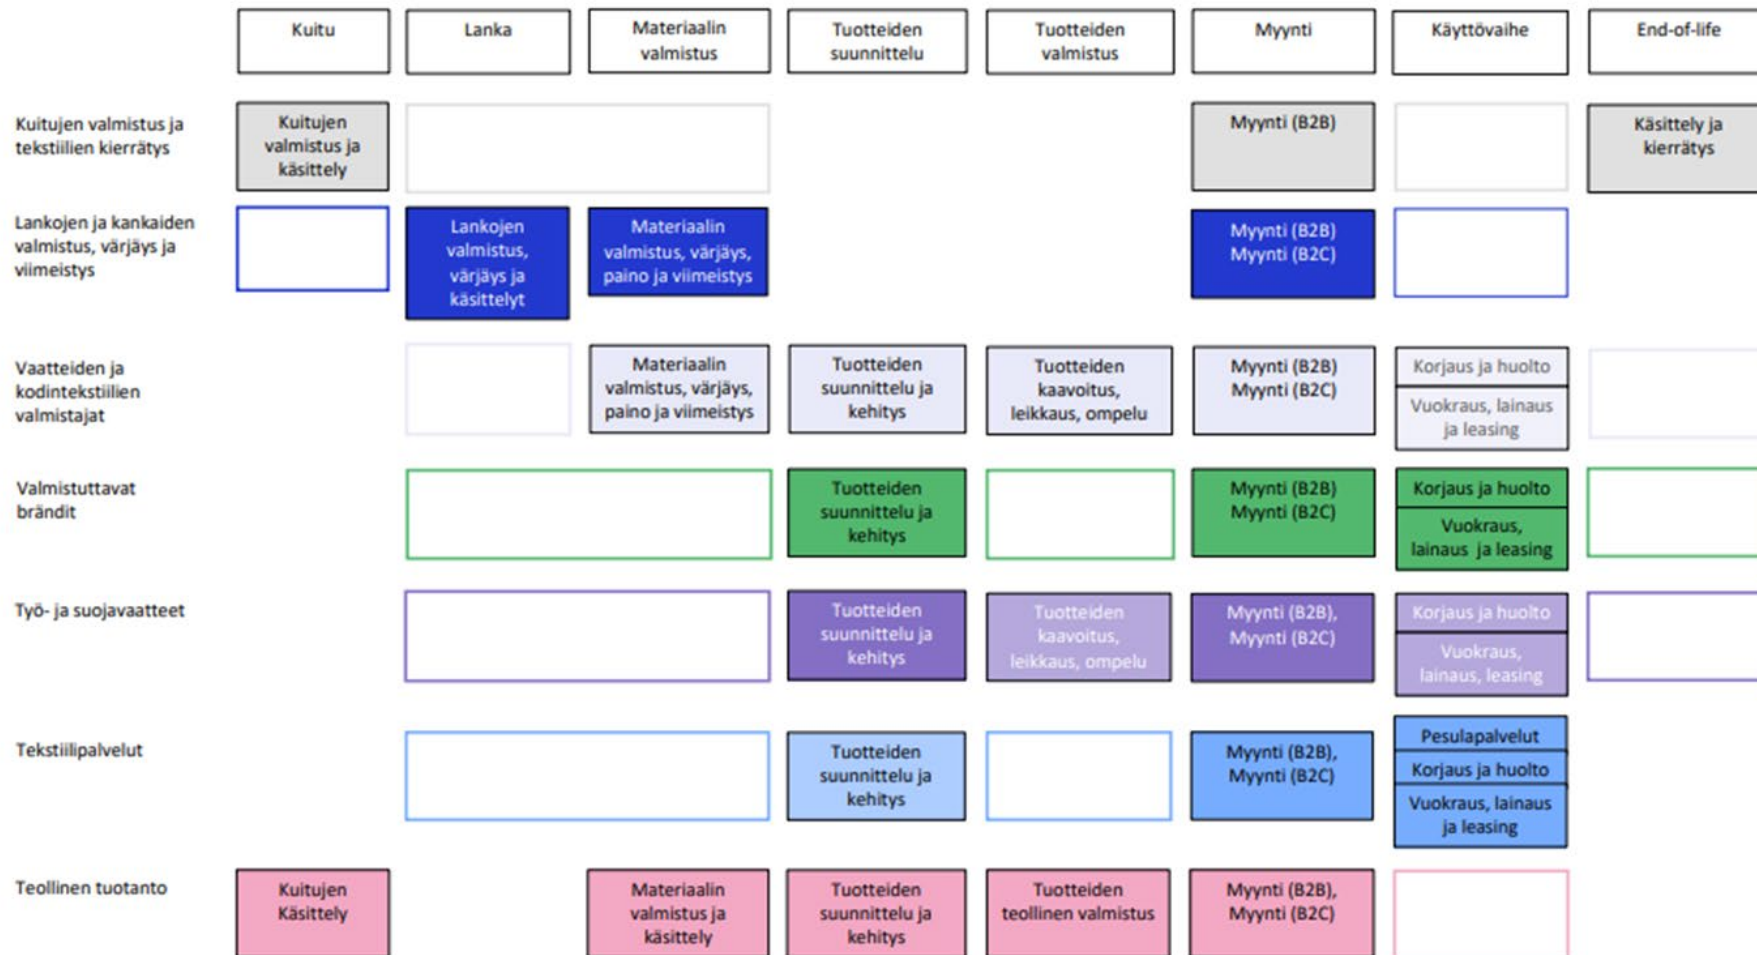 Kuitu
Lanka
Materiaalin
valmistus
Tuotteiden
suunnittelu
Tuotteiden
valmistus
Myynti
Käyttövaihe
End-of-life
Kuitujen valmistus ja
tekstiilien kierrätys
Kuitujen
valmistus ja
käsittely
Myynti (B2B)
Käsittely ja
kierrätys
Lankojen ja kankaiden
valmistus, värjäys ja
viimeistys
Lankojen
valmistus,
värjäys ja
käsittelyt
Materiaalin
valmistus, värjäys,
paino ja viimeistys
Myynti (B2B)
Myynti (B2C)
Vaatteiden ja
kodintekstiilien
valmistajat
Materiaalin
valmistus, värjäys,
paino ja viimeistys
Tuotteiden
suunnittelu ja
kehitys
Tuotteiden
kaavoitus,
leikkaus, ompelu
Myynti (B2B)
Myynti (B2C)
Korjaus ja huolto
Vuokraus, lainaus
ja leasing
Valmistuttavat
brändit
Tuotteiden
suunnittelu ja
kehitys
Myynti (B2B)
Myynti (B2C)
Korjaus ja huolto
Vuokraus,
lainaus ja leasing
Työ- ja suojavaatteet
Tuotteiden
suunnittelu ja
kehitys
Tuotteiden
kaavoitus,
leikkaus, ompelu
Myynti (B2B),
Myynti (B2C)
Korjaus ja huolto
Vuokraus,
lainaus, leasing
Tekstiilipalvelut
Tuotteiden
suunnittelu ja
kehitys
Myynti (B2B),
Myynti (B2C)
Pesulapalvelut
Korjaus ja huolto
Vuokraus, lainaus
ja leasing
Teollinen tuotanto
Kuitujen
Käsittely
Materiaalin
valmistus ja
käsittely
Tuotteiden
suunnittelu ja
kehitys
Tuotteiden
teollinen valmistus
Myynti (B2B),
Myynti (B2C)